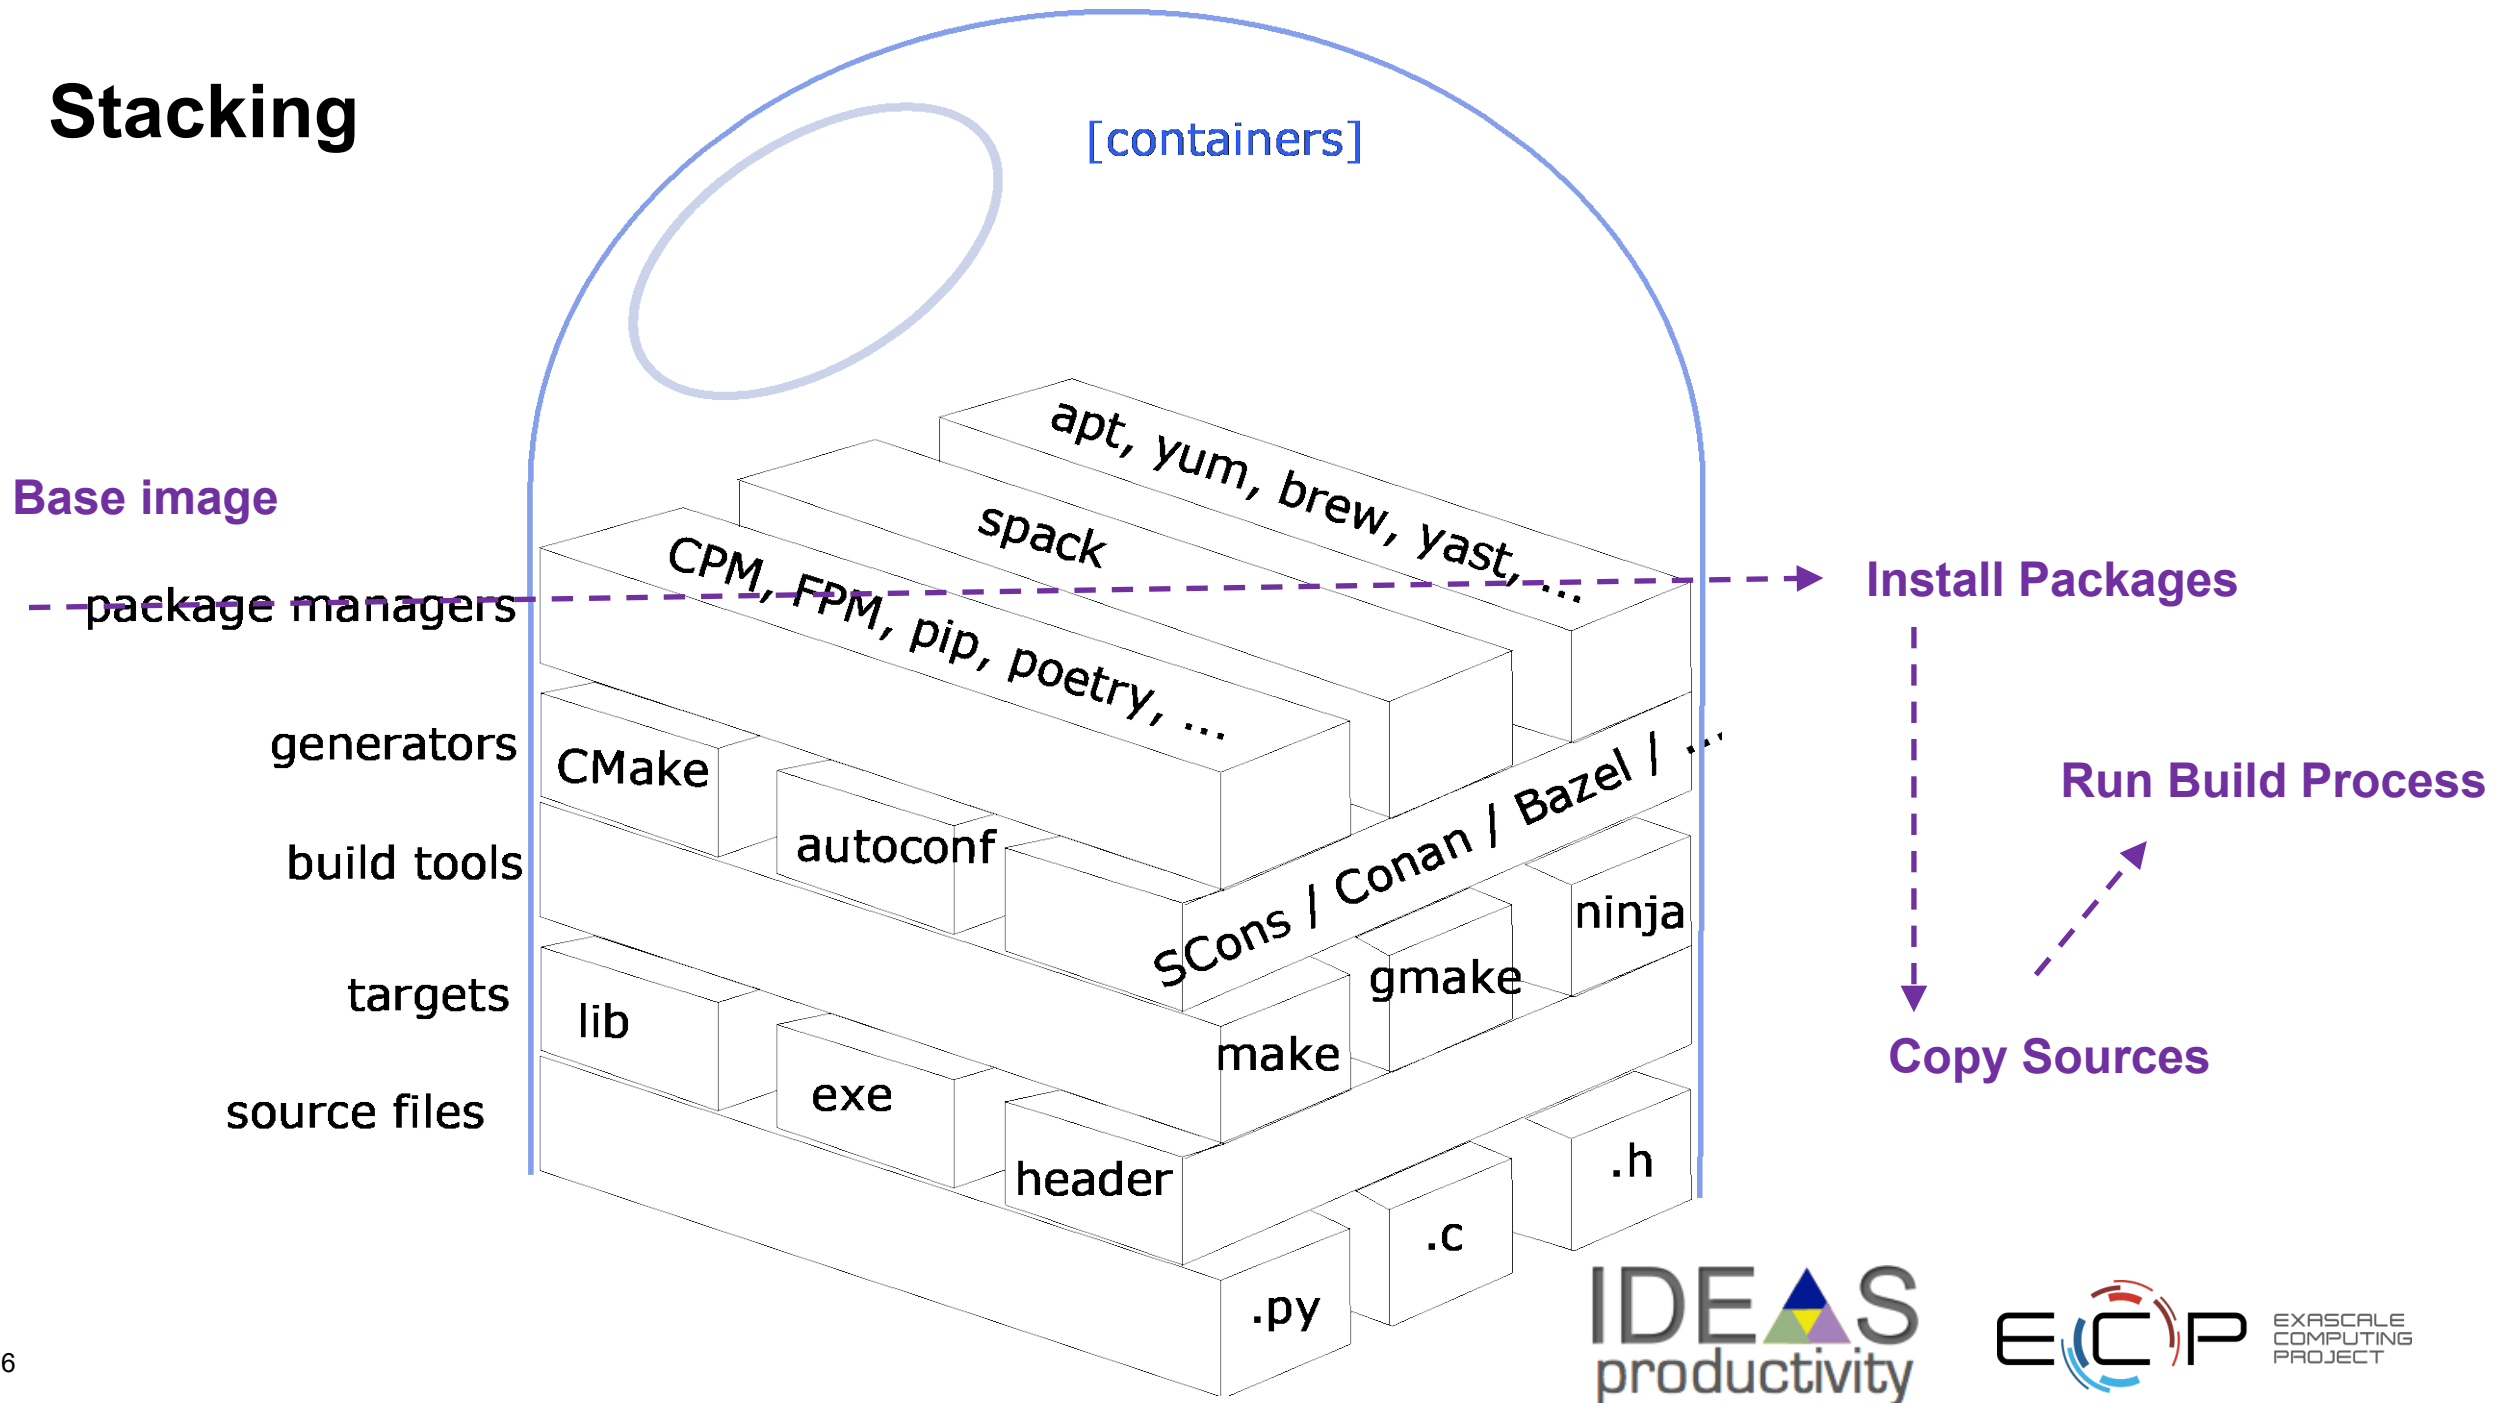 Stacking
[containers]
apt, yum, brew, yast, ...
spack
CPM, FPM, pip, poetry, ...
Base image
package managers
Install Packages
generators
CMake
autoconf
SCons / Conan / Bazel / ...
Run Build Process
build tools
make
gmake
ninja
targets
lib
exe
header
Copy Sources
source files
.py
.c
.h
IDEAS
productivity
ECP
EXASCALE
COMPUTING
PROJECT
6